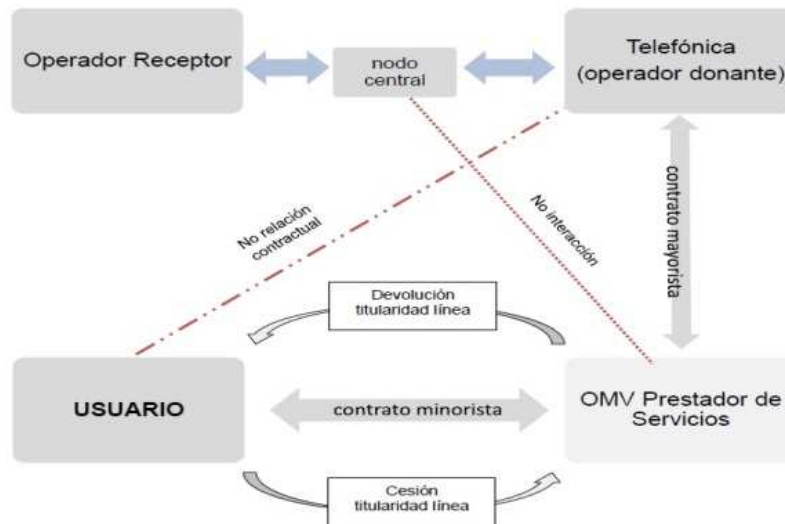 Operador Receptor
nodo
central
Telefónica
(operador donante)
No relación
contractual
No interacción
contrato mayorista
Devolución
titularidad línea
USUARIO
contrato minorista
OMV Prestador de
Servicios
Cesión
titularidad línea